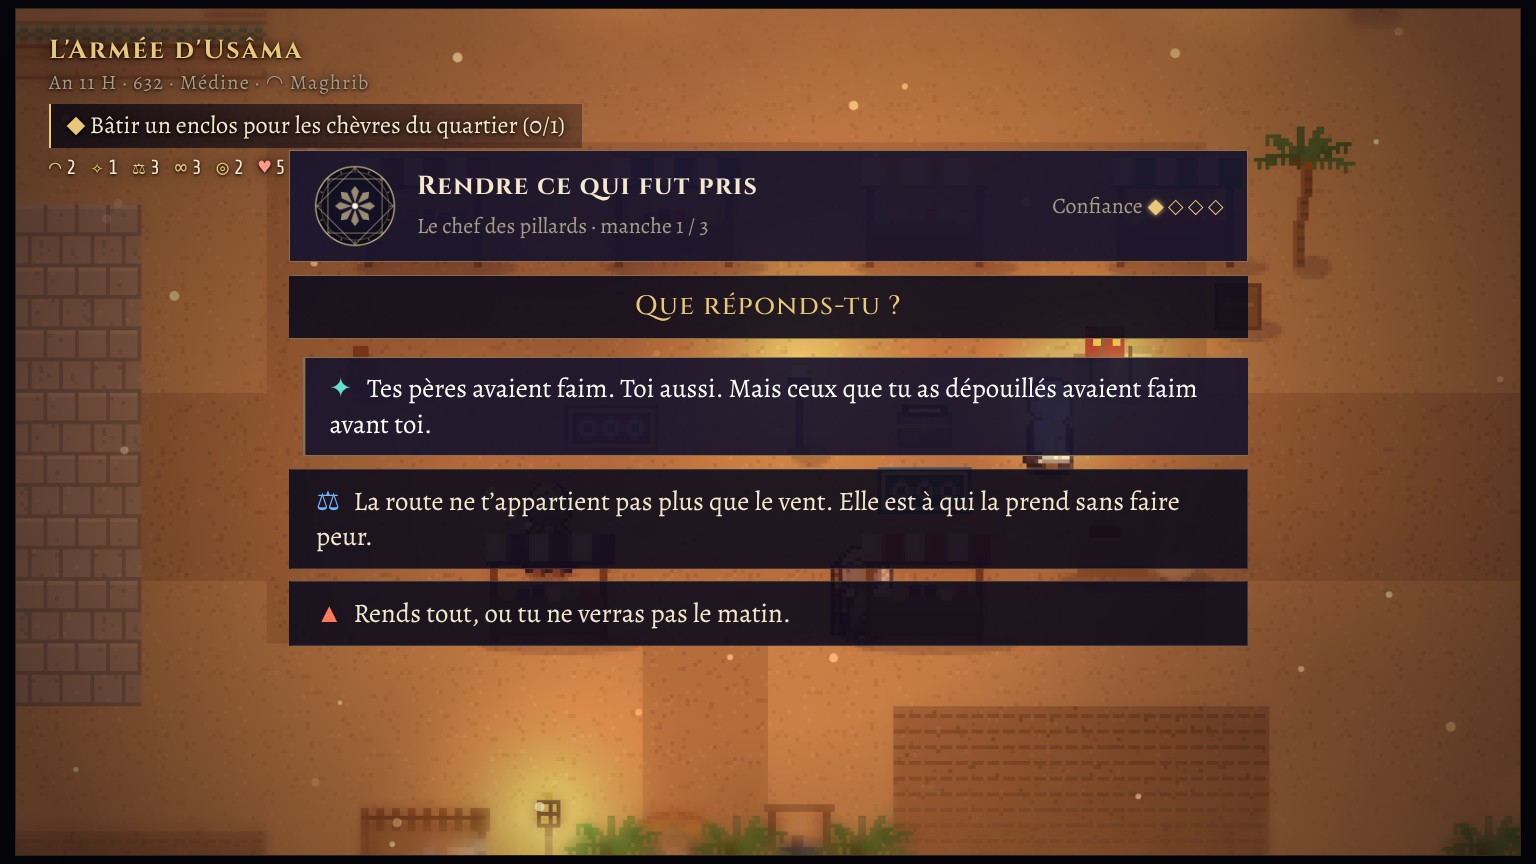 L'Armée d'Usâma
An 11 H · 632 · Médine · ◠ Maghrib
◆ Bâtir un enclos pour les chèvres du quartier (0/1)
◠ 2 ✧ 1 ⚖ 3 ∞ 3 ◎ 2 ♥ 5
Rendre ce qui fut pris
Confiance ◆◇◇◇
Le chef des pillards · manche 1 / 3
Que réponds-tu ?
✦ Tes pères avaient faim. Toi aussi. Mais ceux que tu as dépouillés avaient faim
avant toi.
⚖ La route ne t’appartient pas plus que le vent. Elle est à qui la prend sans faire
peur.
▲ Rends tout, ou tu ne verras pas le matin.